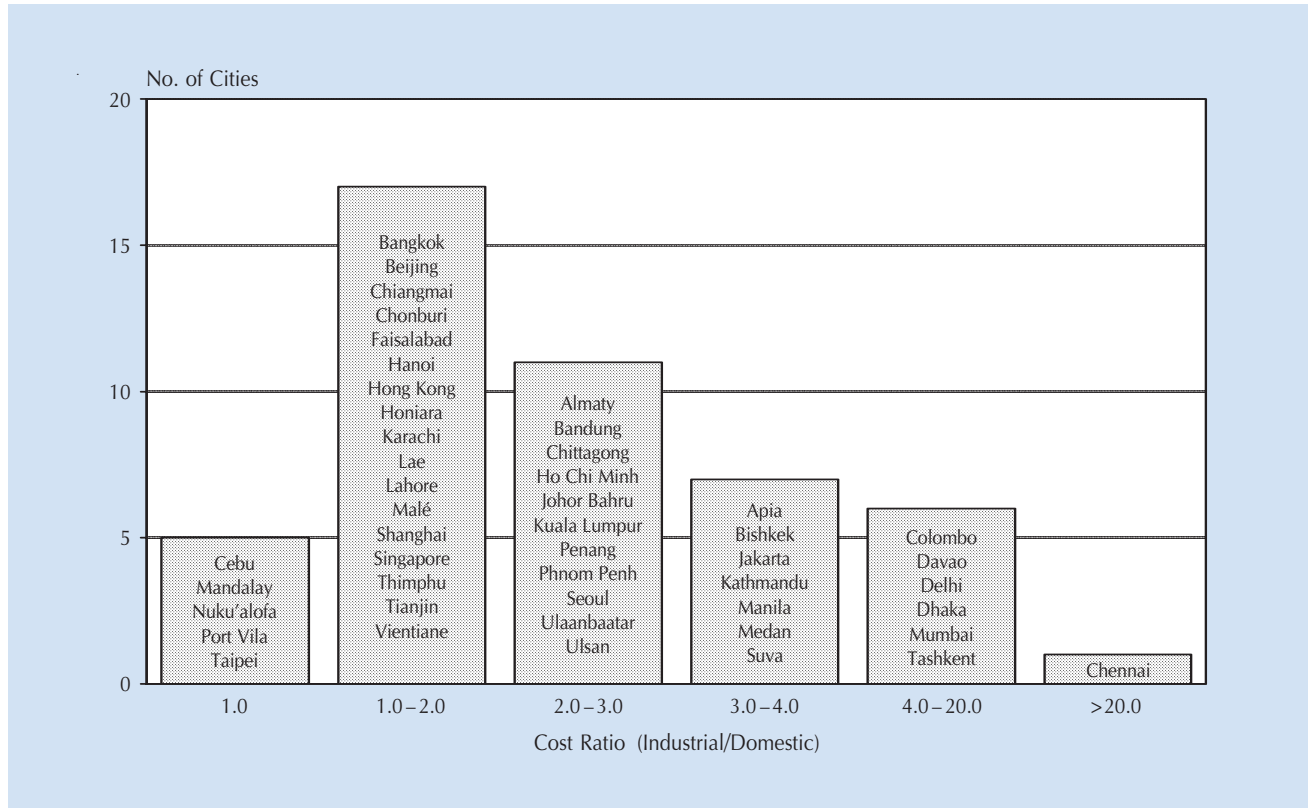 No. of Cities
20
15
10
5
0
Cebu
Mandalay
Nuku’alofa
Port Vila
Taipei
Bangkok
Beijing
Chiangmai
Chonburi
Faisalabad
Hanoi
Hong Kong
Honiara
Karachi
Lae
Lahore
Malé
Shanghai
Singapore
Thimphu
Tianjin
Vientiane
Almaty
Bandung
Chittagong
Ho Chi Minh
Johor Bahru
Kuala Lumpur
Penang
Phnom Penh
Seoul
Ulaanbaatar
Ulsan
Apia
Bishkek
Jakarta
Kathmandu
Manila
Medan
Suva
Colombo
Davao
Delhi
Dhaka
Mumbai
Tashkent
Chennai
1.0
1.0–2.0
2.0–3.0
3.0–4.0
4.0–20.0
>20.0
Cost Ratio (Industrial/Domestic)